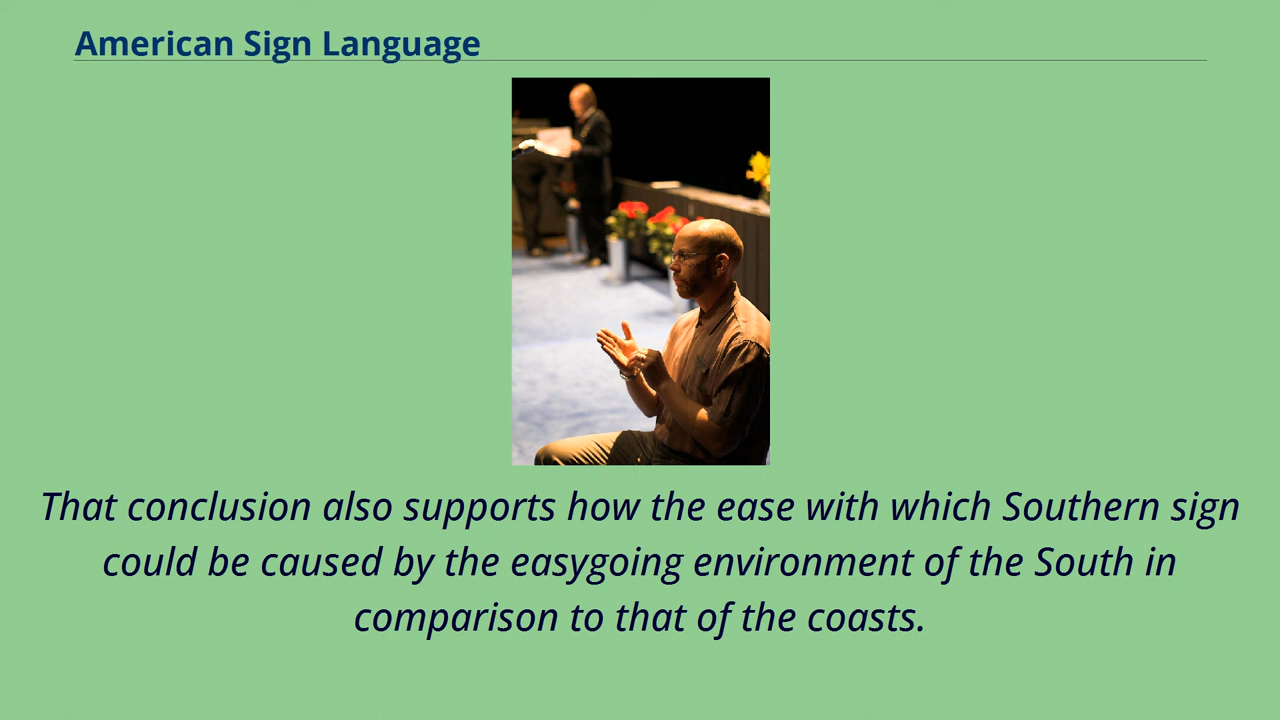 American Sign Language
That conclusion also supports how the ease with which Southern sign
could be caused by the easygoing environment of the South in
comparison to that of the coasts.